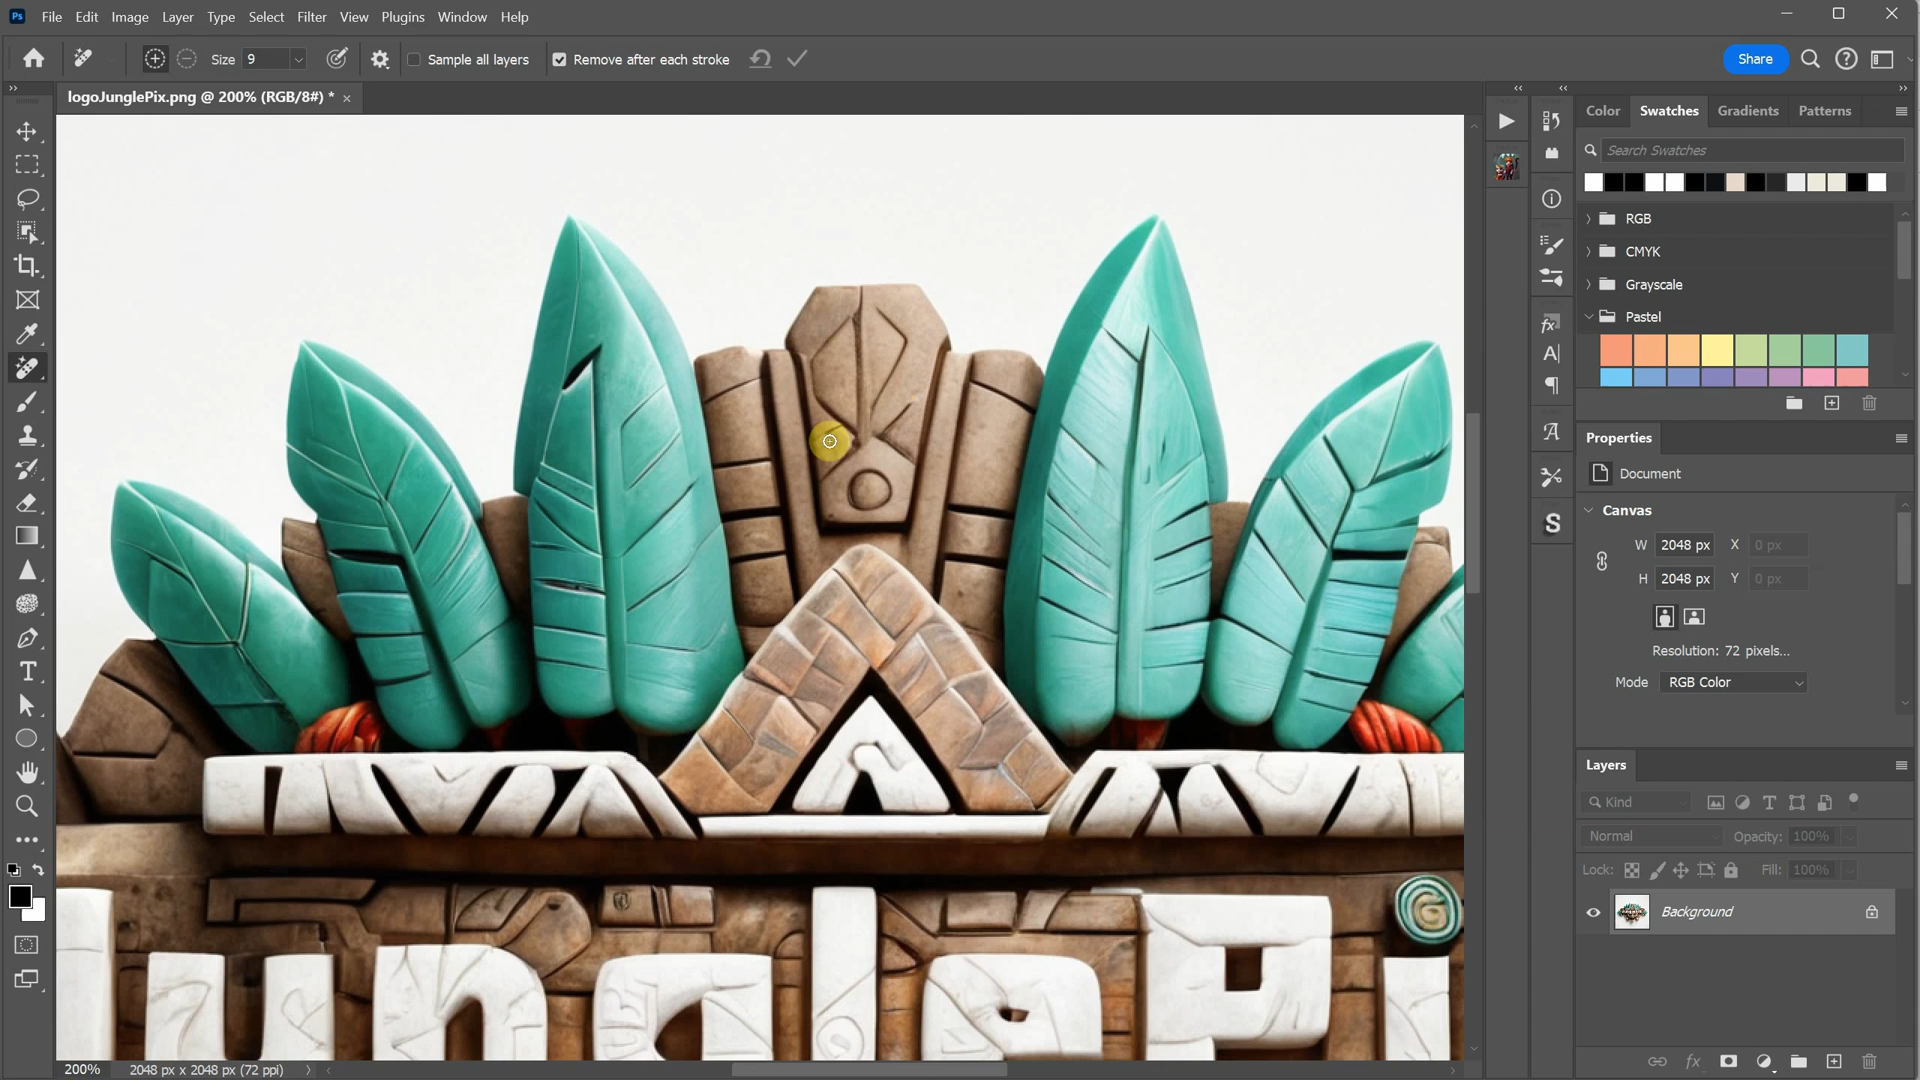 Ps File Edit Image Layer Type Select Filter View Plugins Window Help
Size 9 Sample all layers Remove after each stroke Share
logoJunglePix.png @ 200% (RGB/8#) *
Color Swatches Gradients Patterns
Search Swatches
RGB
CMYK
Grayscale
Pastel
Properties
Document
Canvas
W 2048 px X 0 px
H 2048 px Y 0 px
Resolution: 72 pixels...
Mode RGB Color
Layers
Kind
Normal Opacity: 100%
Lock: Fill: 100%
Background
JunglePi
200% 2048 px x 2048 px (72 ppi)